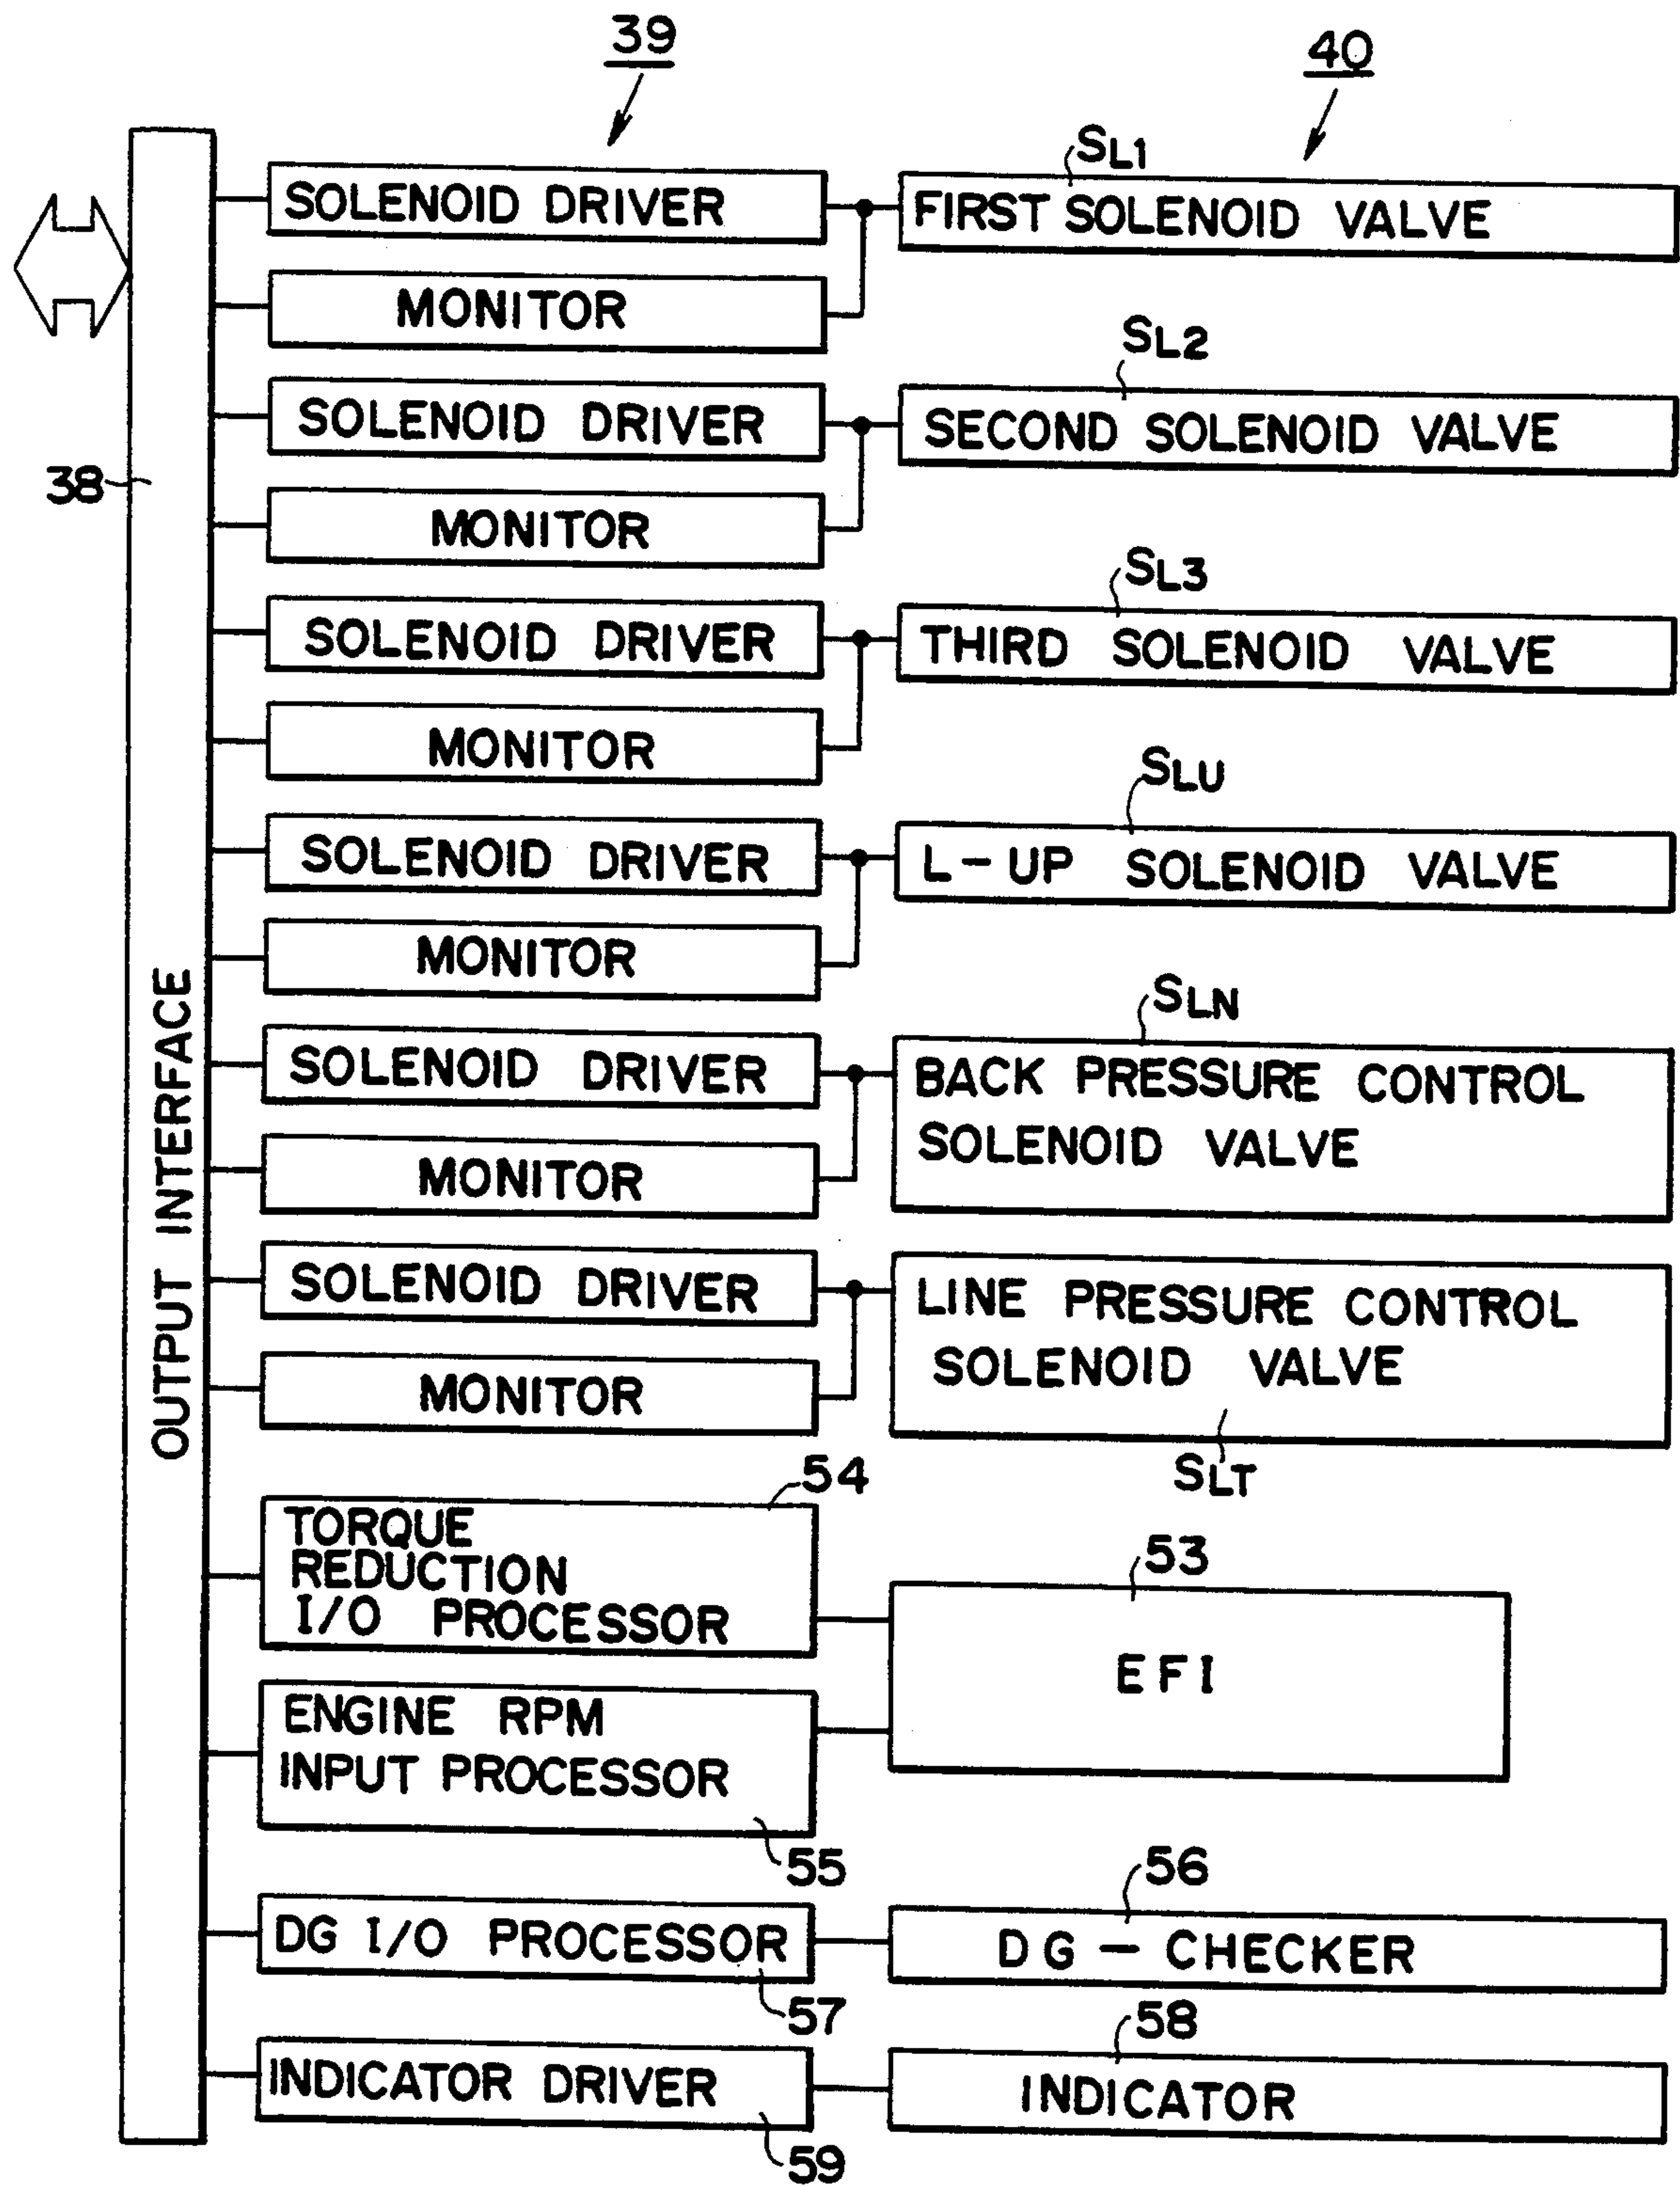 39
40
SL1
SOLENOID DRIVER
FIRST SOLENOID VALVE
MONITOR
SL2
SOLENOID DRIVER
SECOND SOLENOID VALVE
38
MONITOR
SL3
SOLENOID DRIVER
THIRD SOLENOID VALVE
MONITOR
SLU
SOLENOID DRIVER
L-UP SOLENOID VALVE
MONITOR
OUTPUT INTERFACE
SLN
SOLENOID DRIVER
BACK PRESSURE CONTROL
SOLENOID VALVE
MONITOR
SOLENOID DRIVER
LINE PRESSURE CONTROL
SOLENOID VALVE
MONITOR
SLT
54
TORQUE
REDUCTION
I/O PROCESSOR
53
EFI
ENGINE RPM
INPUT PROCESSOR
55
56
DG I/O PROCESSOR
DG-CHECKER
57
58
INDICATOR DRIVER
INDICATOR
59